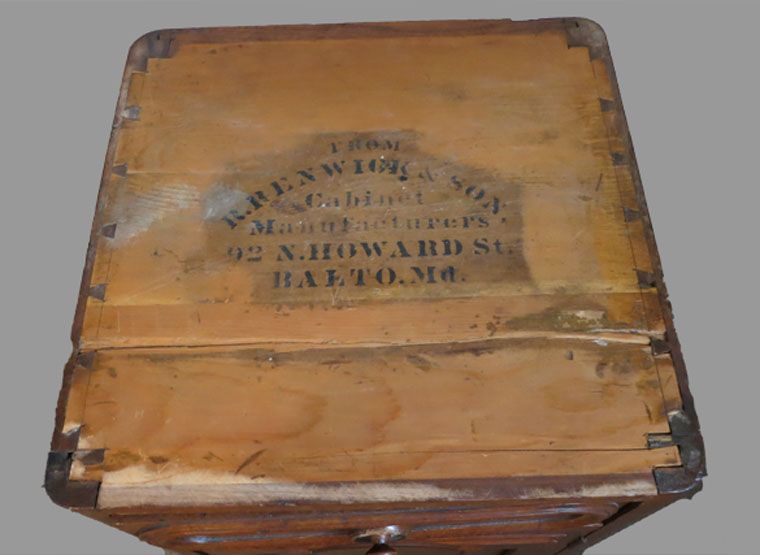 FROM
R. RENWICK & SON
Cabinet
Manufacturers
92 N. HOWARD St.
BALTO. Md.